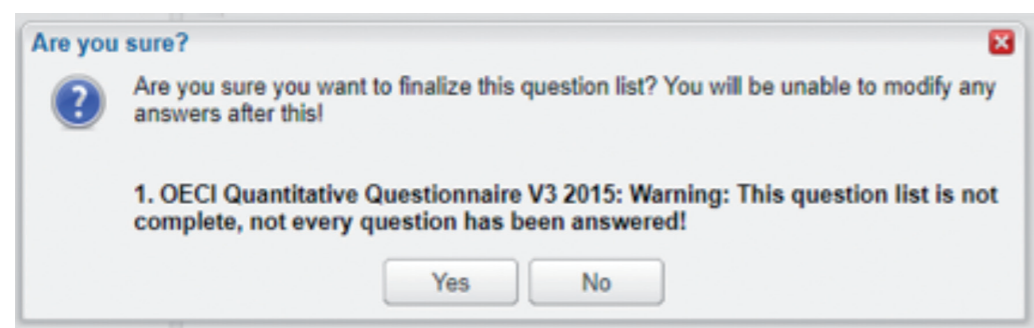 Are you sure?
Are you sure you want to finalize this question list? You will be unable to modify any
answers after this!
1. OECI Quantitative Questionnaire V3 2015: Warning: This question list is not
complete, not every question has been answered!
Yes No